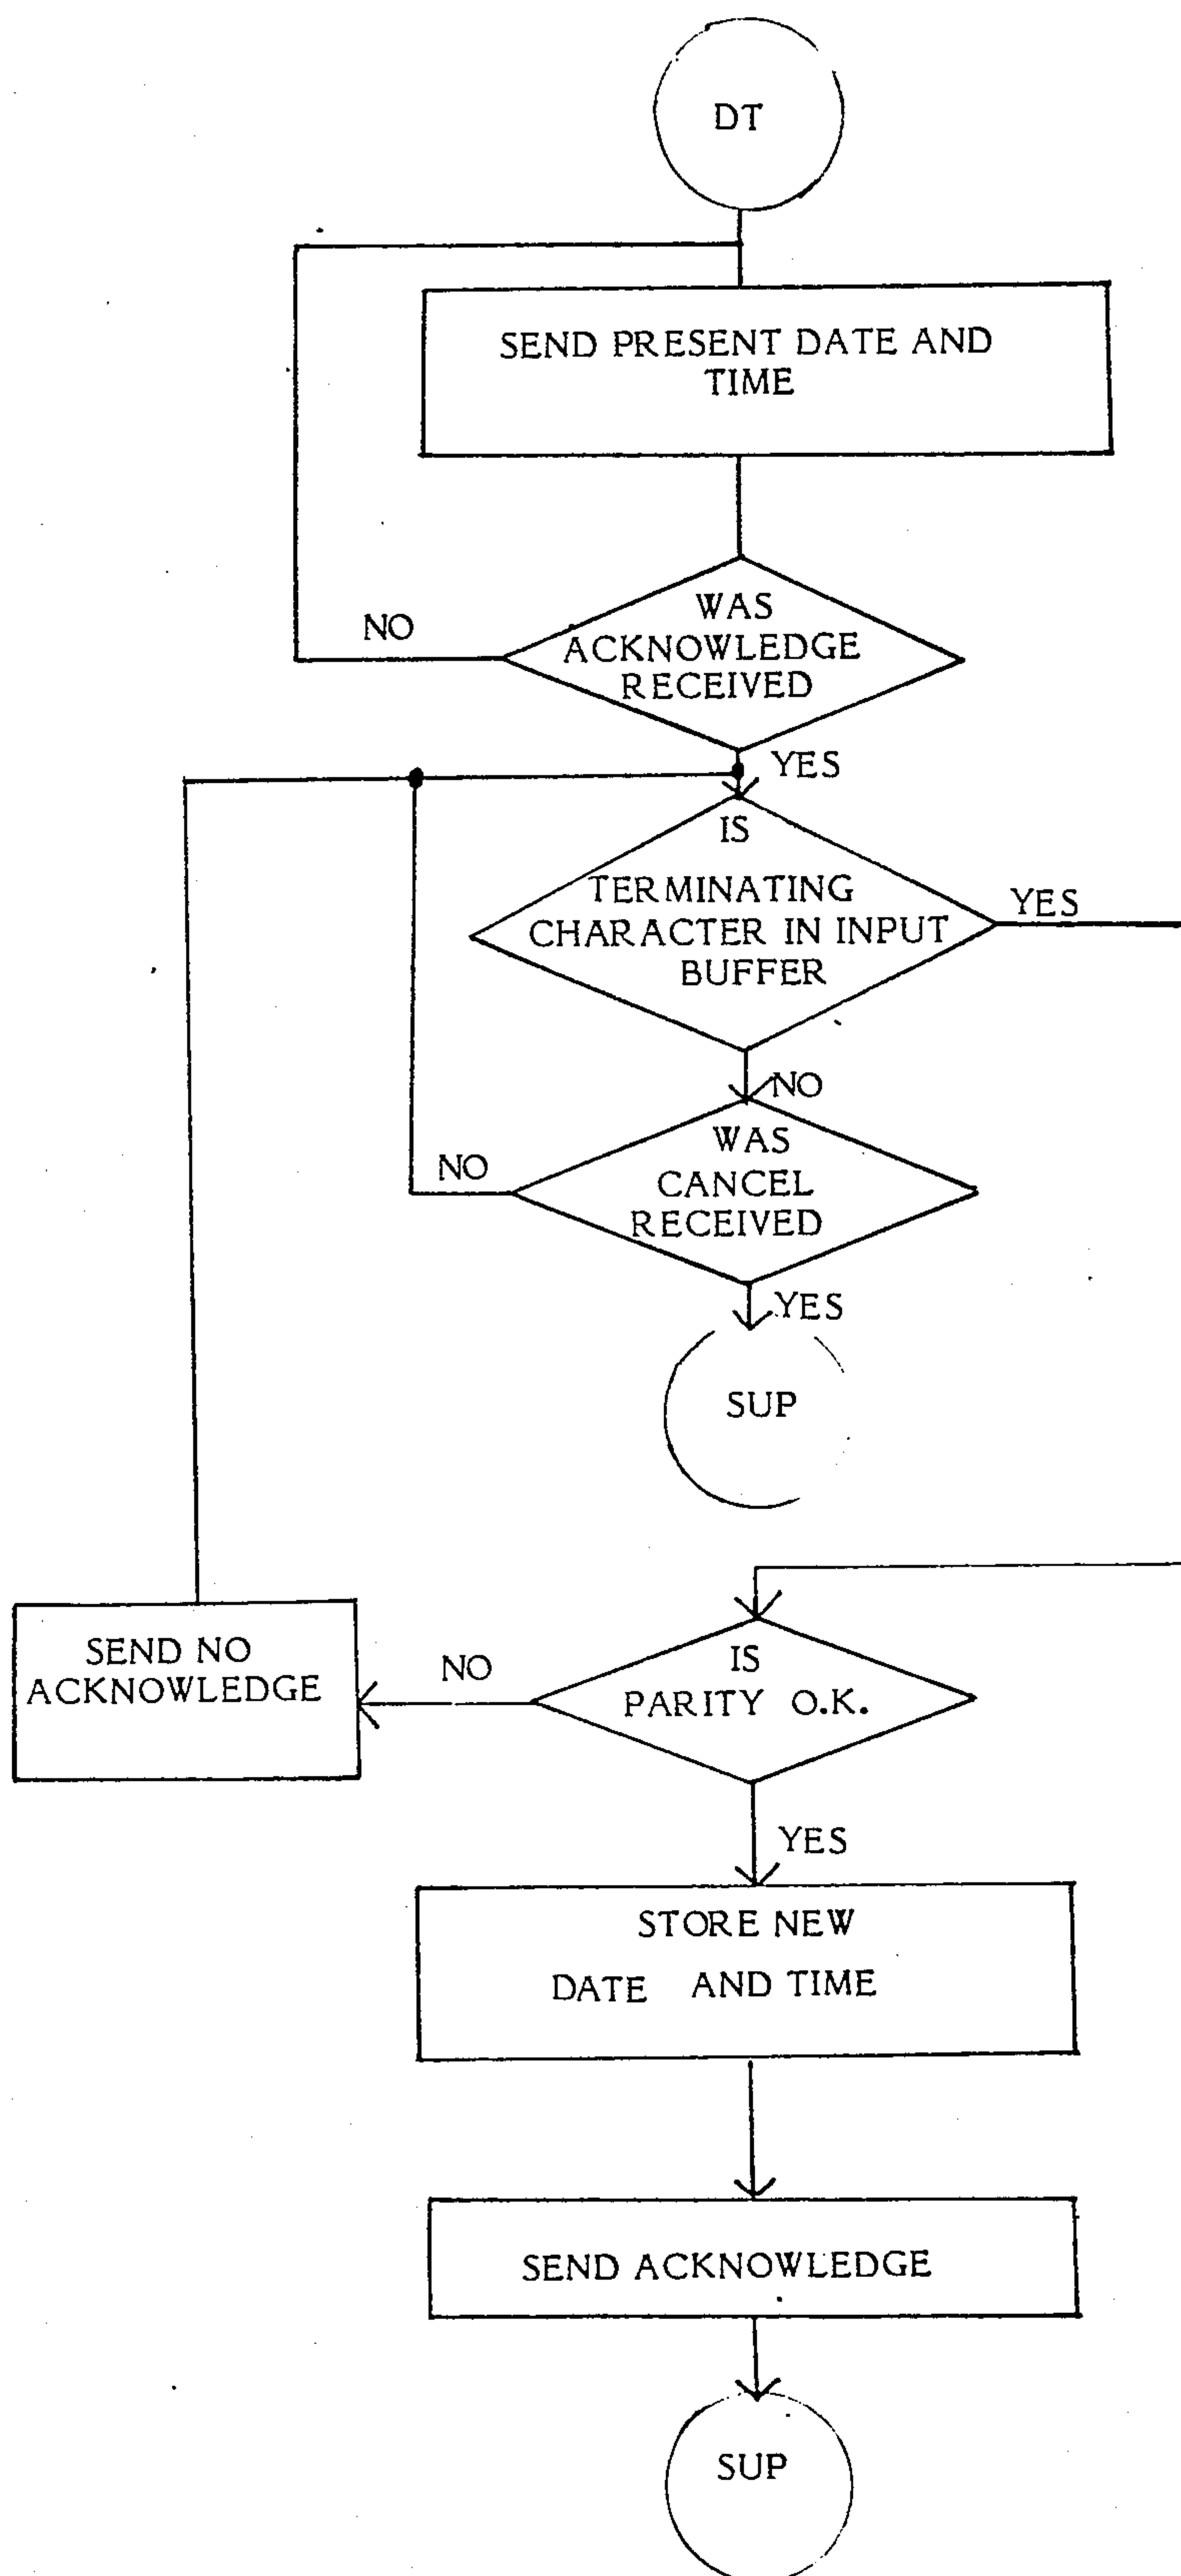 DT
SEND PRESENT DATE AND
TIME
WAS
ACKNOWLEDGE
RECEIVED
NO
YES
IS
TERMINATING
CHARACTER IN INPUT
BUFFER
YES
NO
WAS
CANCEL
RECEIVED
NO
YES
SUP
IS
PARITY O.K.
NO
SEND NO
ACKNOWLEDGE
YES
STORE NEW
DATE AND TIME
SEND ACKNOWLEDGE
SUP